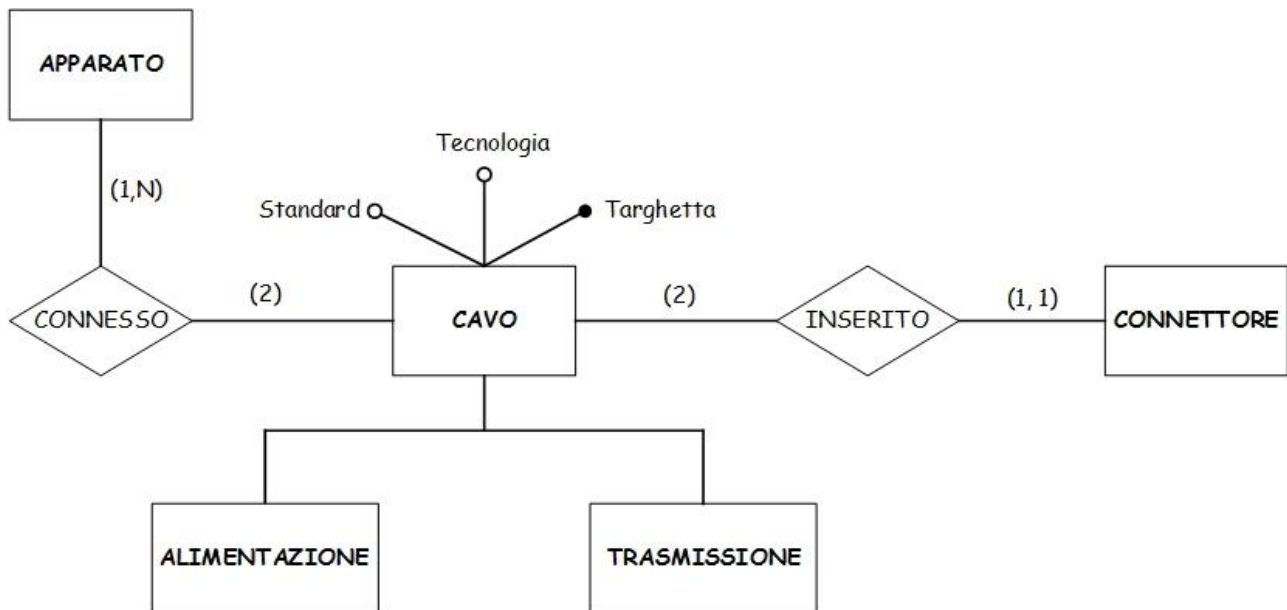 APPARATO
Tecnologia
(1,N)
Standard
Targhetta
CONNESSO
(2)
CAVO
(2)
INSERITO
(1, 1)
CONNETTORE
ALIMENTAZIONE
TRASMISSIONE